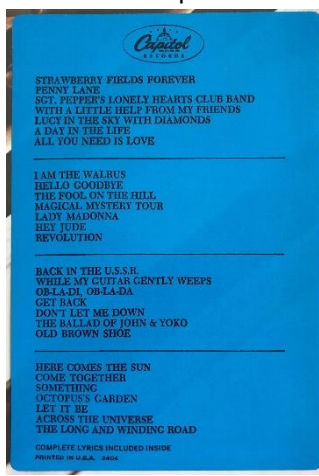 Capitol
RECORDS
STRAWBERRY FIELDS FOREVER
PENNY LANE
SGT. PEPPER'S LONELY HEARTS CLUB BAND
WITH A LITTLE HELP FROM MY FRIENDS
LUCY IN THE SKY WITH DIAMONDS
A DAY IN THE LIFE
ALL YOU NEED IS LOVE
I AM THE WALRUS
HELLO GOODBYE
THE FOOL ON THE HILL
MAGICAL MYSTERY TOUR
LADY MADONNA
HEY JUDE
REVOLUTION
BACK IN THE U.S.S.R.
WHILE MY GUITAR GENTLY WEEPS
OB-LA-DI, OB-LA-DA
GET BACK
DON'T LET ME DOWN
THE BALLAD OF JOHN & YOKO
OLD BROWN SHOE
HERE COMES THE SUN
COME TOGETHER
SOMETHING
OCTOPUS'S GARDEN
LET IT BE
ACROSS THE UNIVERSE
THE LONG AND WINDING ROAD
COMPLETE LYRICS INCLUDED INSIDE
PRINTED IN U.S.A. 3404